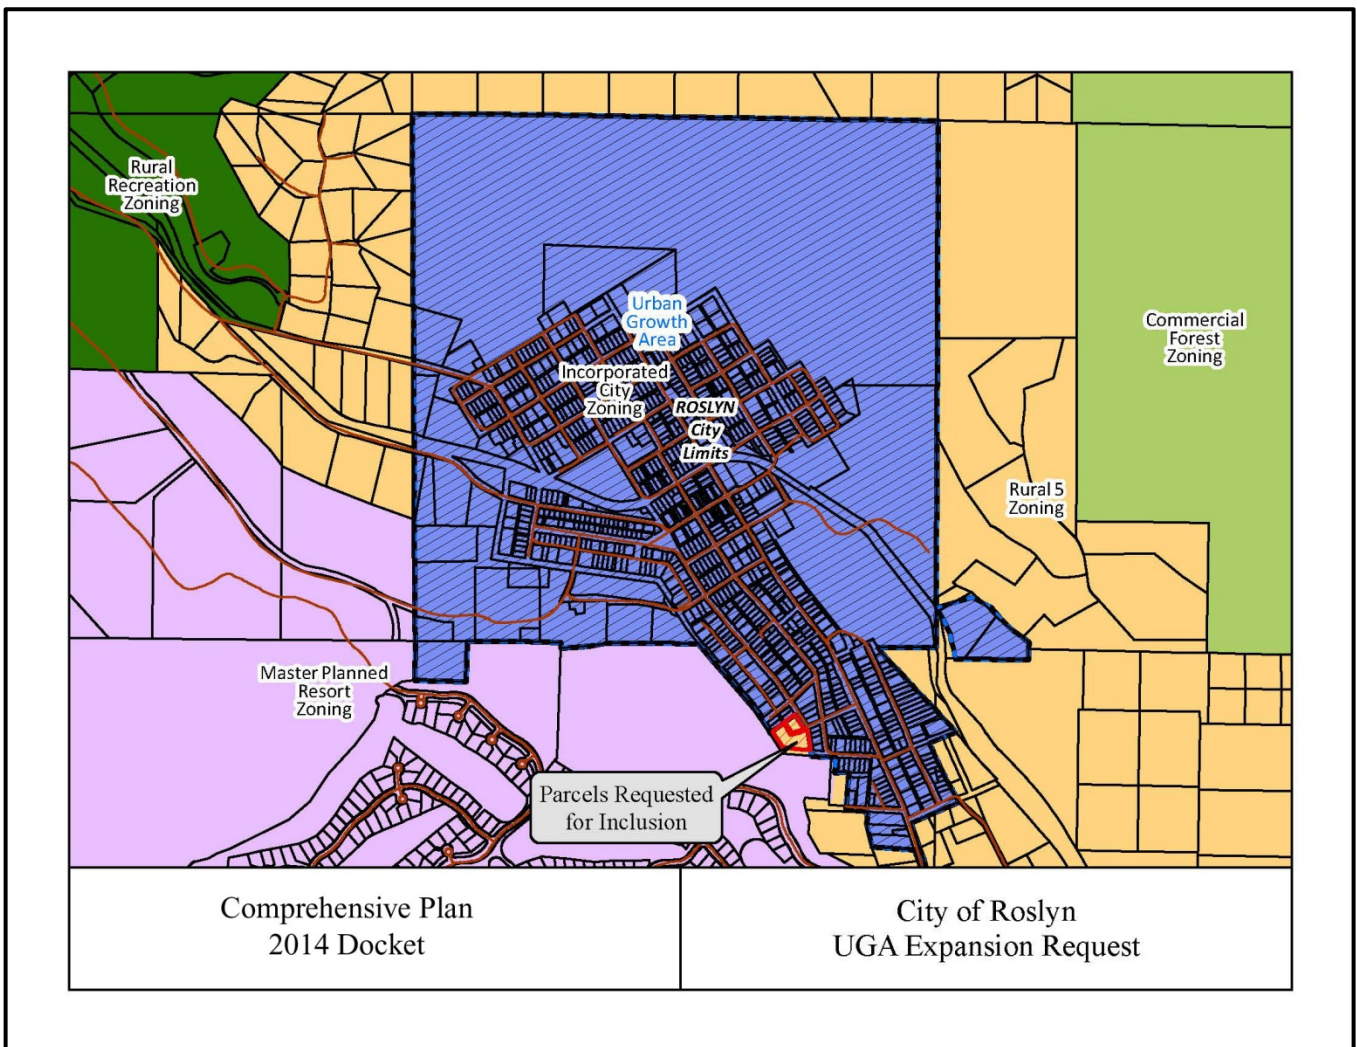 Rural
Recreation
Zoning
Urban
Growth
Area
Incorporated
City
Zoning
ROSLYN
City
Limits
Commercial
Forest
Zoning
Rural 5
Zoning
Master Planned
Resort
Zoning
Parcels Requested
for Inclusion
Comprehensive Plan
2014 Docket
City of Roslyn
UGA Expansion Request